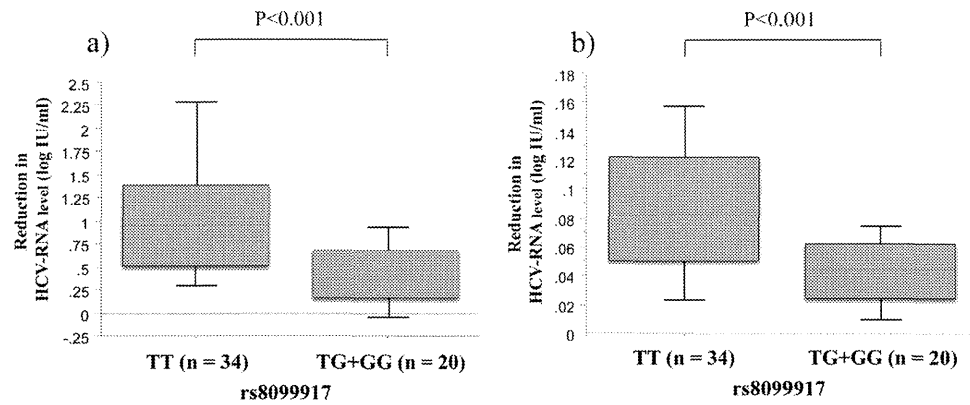 a)
P<0.001
Reduction in
HCV-RNA level (log IU/ml)
2.5
2.25
2
1.75
1.5
1.25
1
.75
.5
.25
0
-.25
TT (n = 34)
TG+GG (n = 20)
rs8099917
b)
P<0.001
Reduction in
HCV-RNA level (log IU/ml)
.18
.16
.14
.12
.1
.08
.06
.04
.02
0
TT (n = 34)
TG+GG (n = 20)
rs8099917